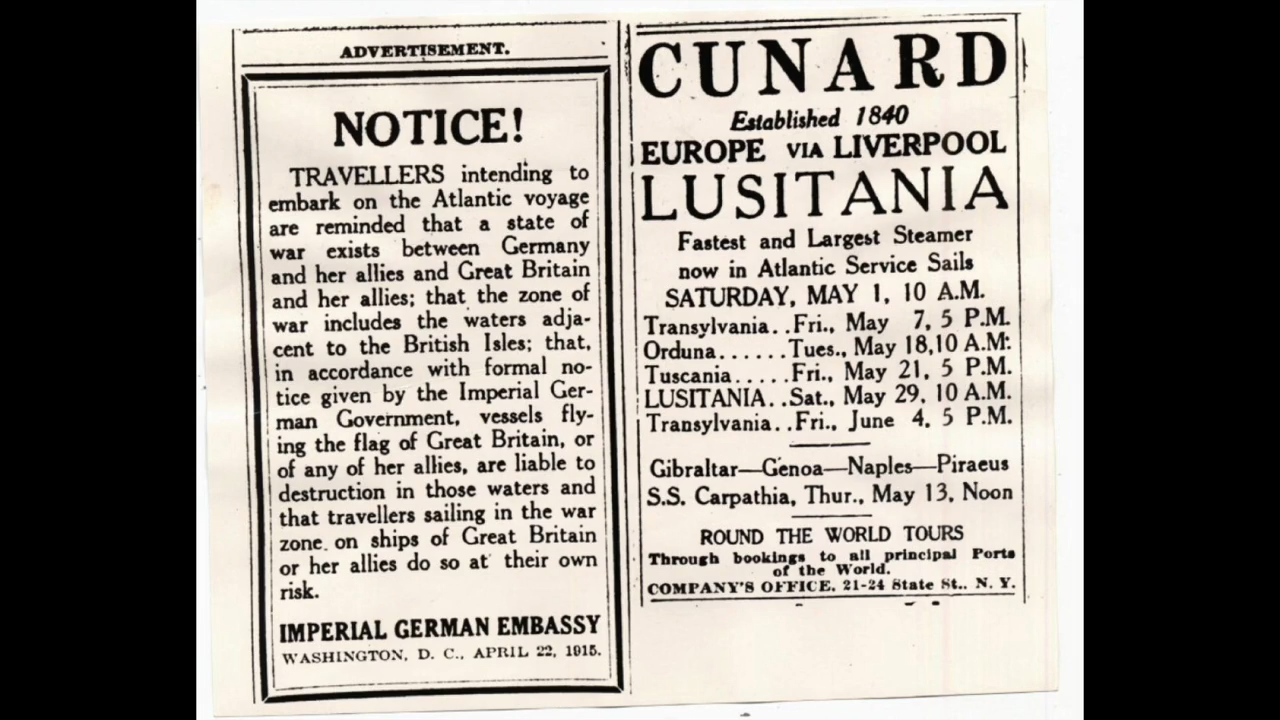 ADVERTISEMENT.
NOTICE!
TRAVELLERS intending to
embark on the Atlantic voyage
are reminded that a state of
war exists between Germany
and her allies and Great Britain
and her allies; that the zone of
war includes the waters adja-
cent to the British Isles; that,
in accordance with formal no-
tice given by the Imperial Ger-
man Government, vessels fly-
ing the flag of Great Britain, or
of any of her allies, are liable to
destruction in those waters and
that travellers sailing in the war
zone on ships of Great Britain
or her allies do so at their own
risk.
IMPERIAL GERMAN EMBASSY
WASHINGTON, D. C., APRIL 22, 1915.
CUNARD
Established 1840
EUROPE VIA LIVERPOOL
LUSITANIA
Fastest and Largest Steamer
now in Atlantic Service Sails
SATURDAY, MAY 1, 10 A.M.
Transylvania..Fri., May 7, 5 P.M.
Orduna......Tues., May 18,10 A.M.
Tuscania.....Fri., May 21, 5 P.M.
LUSITANIA..Sat., May 29, 10 A.M.
Transylvania..Fri., June 4, 5 P.M.
Gibraltar—Genoa—Naples—Piraeus
S.S. Carpathia, Thur., May 13, Noon
ROUND THE WORLD TOURS
Through bookings to all principal Ports
of the World.
COMPANY'S OFFICE, 21-24 State St., N. Y.